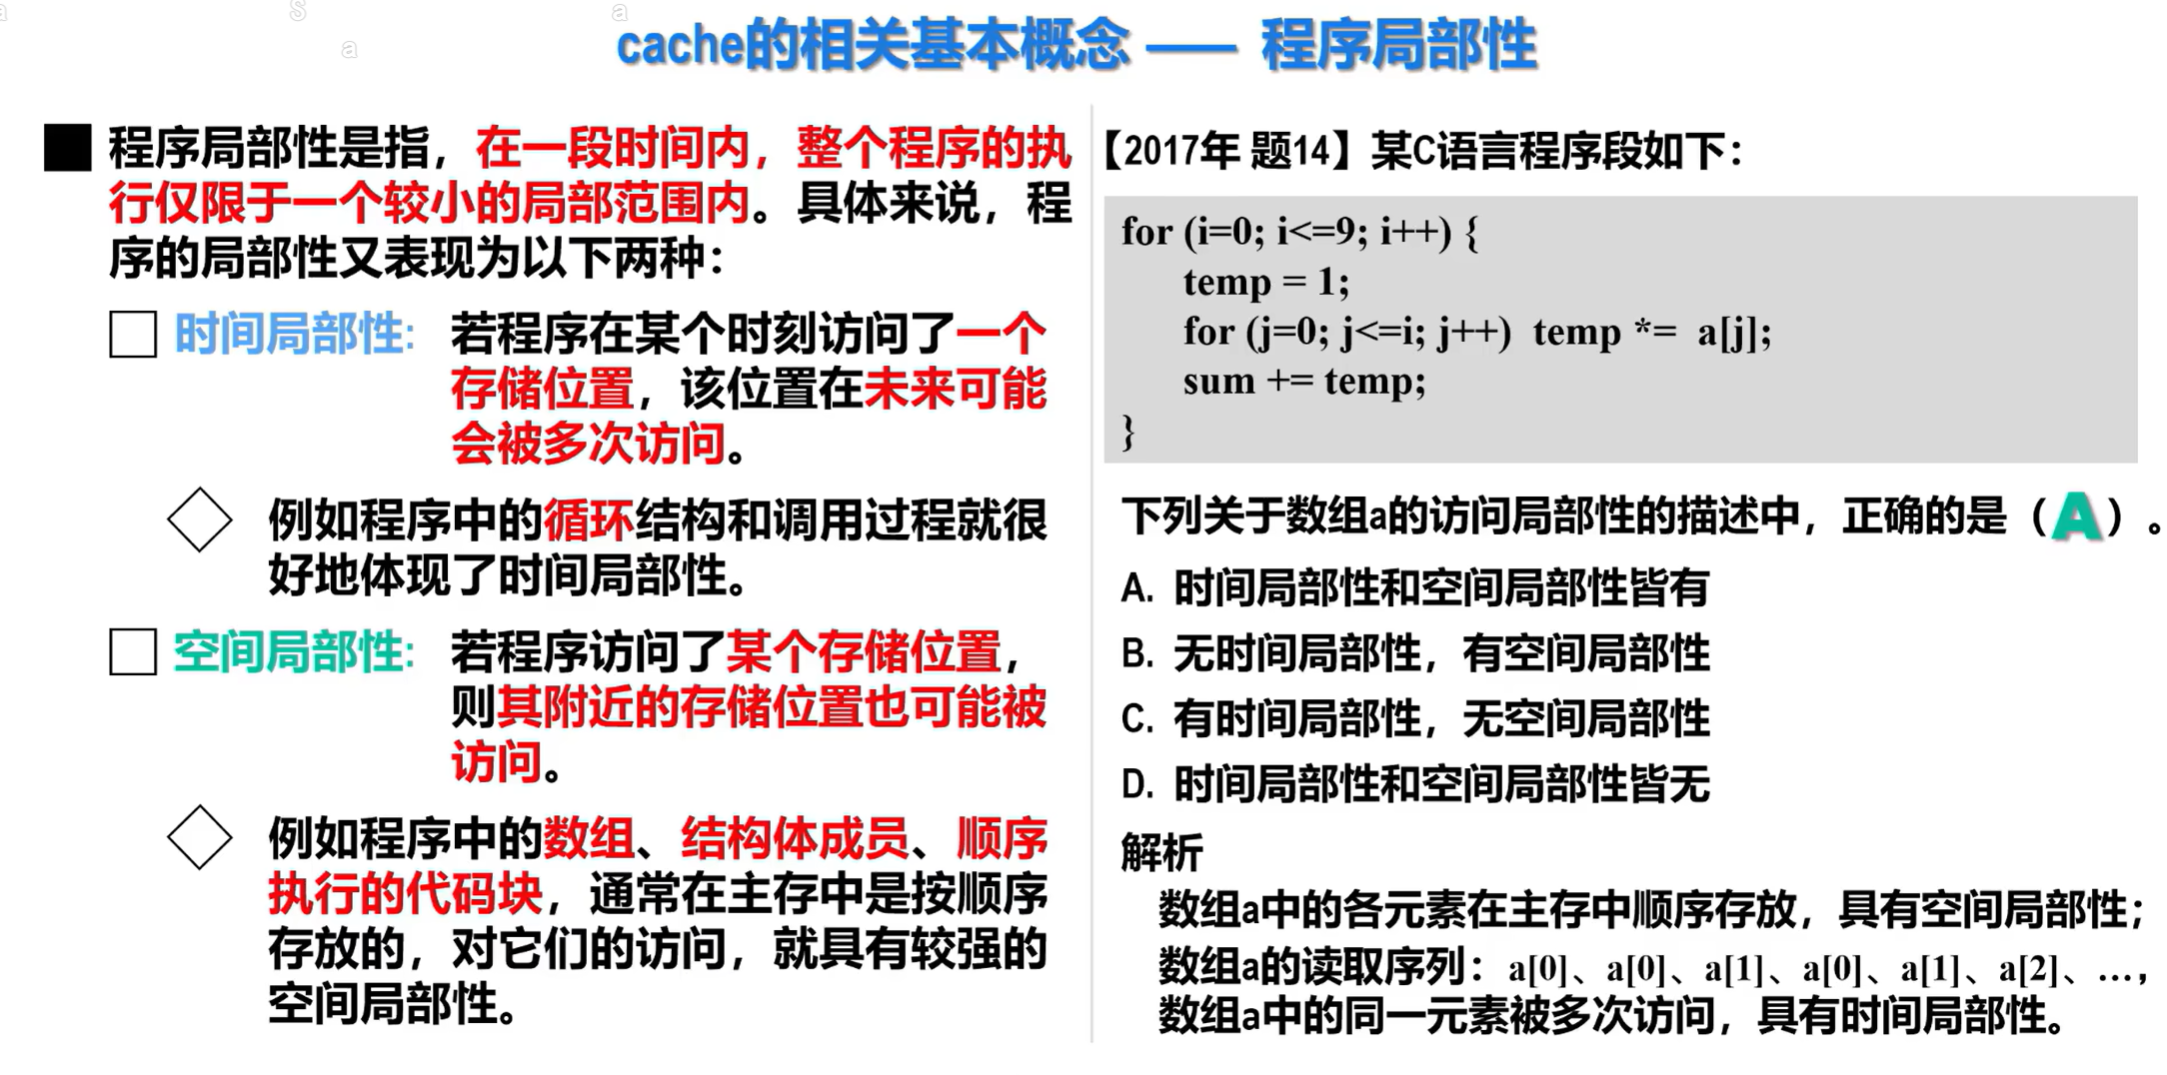 a
S
a
a
cache的相关基本概念 —— 程序局部性
程序局部性是指，在一段时间内，整个程序的执
行仅限于一个较小的局部范围内。具体来说，程
序的局部性又表现为以下两种：
时间局部性: 若程序在某个时刻访问了一个
存储位置，该位置在未来可能
会被多次访问。
例如程序中的循环结构和调用过程就很
好地体现了时间局部性。
空间局部性: 若程序访问了某个存储位置，
则其附近的存储位置也可能被
访问。
例如程序中的数组、结构体成员、顺序
执行的代码块，通常在主存中是按顺序
存放的，对它们的访问，就具有较强的
空间局部性。
【2017年 题14】某C语言程序段如下：
for (i=0; i<=9; i++) {
temp = 1;
for (j=0; j<=i; j++) temp *= a[j];
sum += temp;
}
下列关于数组a的访问局部性的描述中，正确的是（A）。
A. 时间局部性和空间局部性皆有
B. 无时间局部性，有空间局部性
C. 有时间局部性，无空间局部性
D. 时间局部性和空间局部性皆无
解析
数组a中的各元素在主存中顺序存放，具有空间局部性；
数组a的读取序列：a[0]、a[0]、a[1]、a[0]、a[1]、a[2]、…，
数组a中的同一元素被多次访问，具有时间局部性。